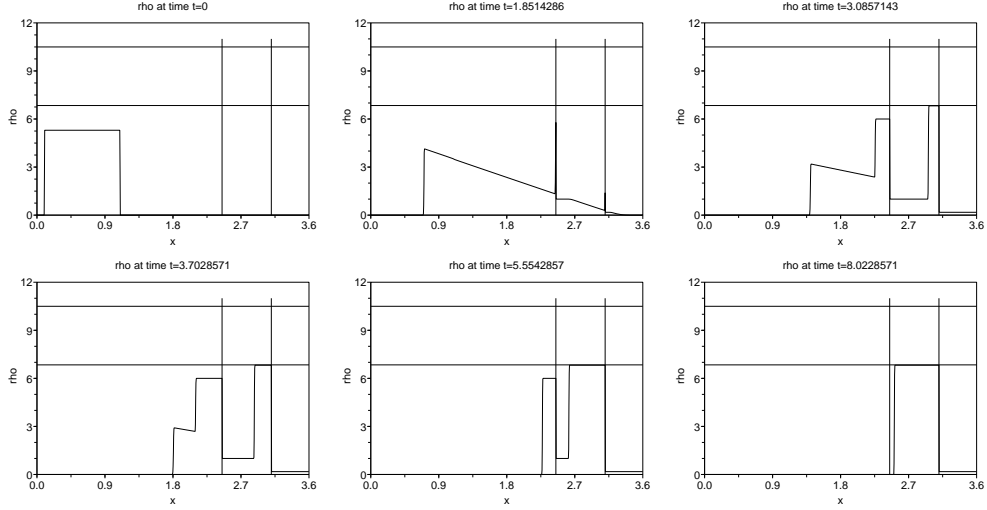 rho at time t=0
12
9
6
3
0
rho
0.0 0.9 1.8 2.7 3.6
x
rho at time t=1.8514286
12
9
6
3
0
rho
0.0 0.9 1.8 2.7 3.6
x
rho at time t=3.0857143
12
9
6
3
0
rho
0.0 0.9 1.8 2.7 3.6
x
rho at time t=3.7028571
12
9
6
3
0
rho
0.0 0.9 1.8 2.7 3.6
x
rho at time t=5.5542857
12
9
6
3
0
rho
0.0 0.9 1.8 2.7 3.6
x
rho at time t=8.0228571
12
9
6
3
0
rho
0.0 0.9 1.8 2.7 3.6
x